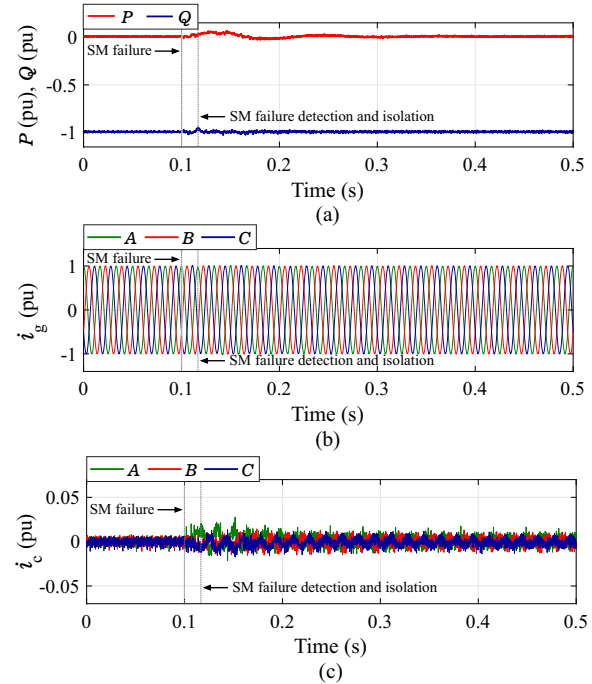 P Q
0
SM failure
-0.5
P (pu), Q (pu)
SM failure detection and isolation
-1
0 0.1 0.2 0.3 0.4 0.5
Time (s)
(a)
A B C
SM failure
1
0
i_g (pu)
-1
SM failure detection and isolation
0 0.1 0.2 0.3 0.4 0.5
Time (s)
(b)
A B C
0.05
SM failure
0
i_c (pu)
-0.05
SM failure detection and isolation
0 0.1 0.2 0.3 0.4 0.5
Time (s)
(c)